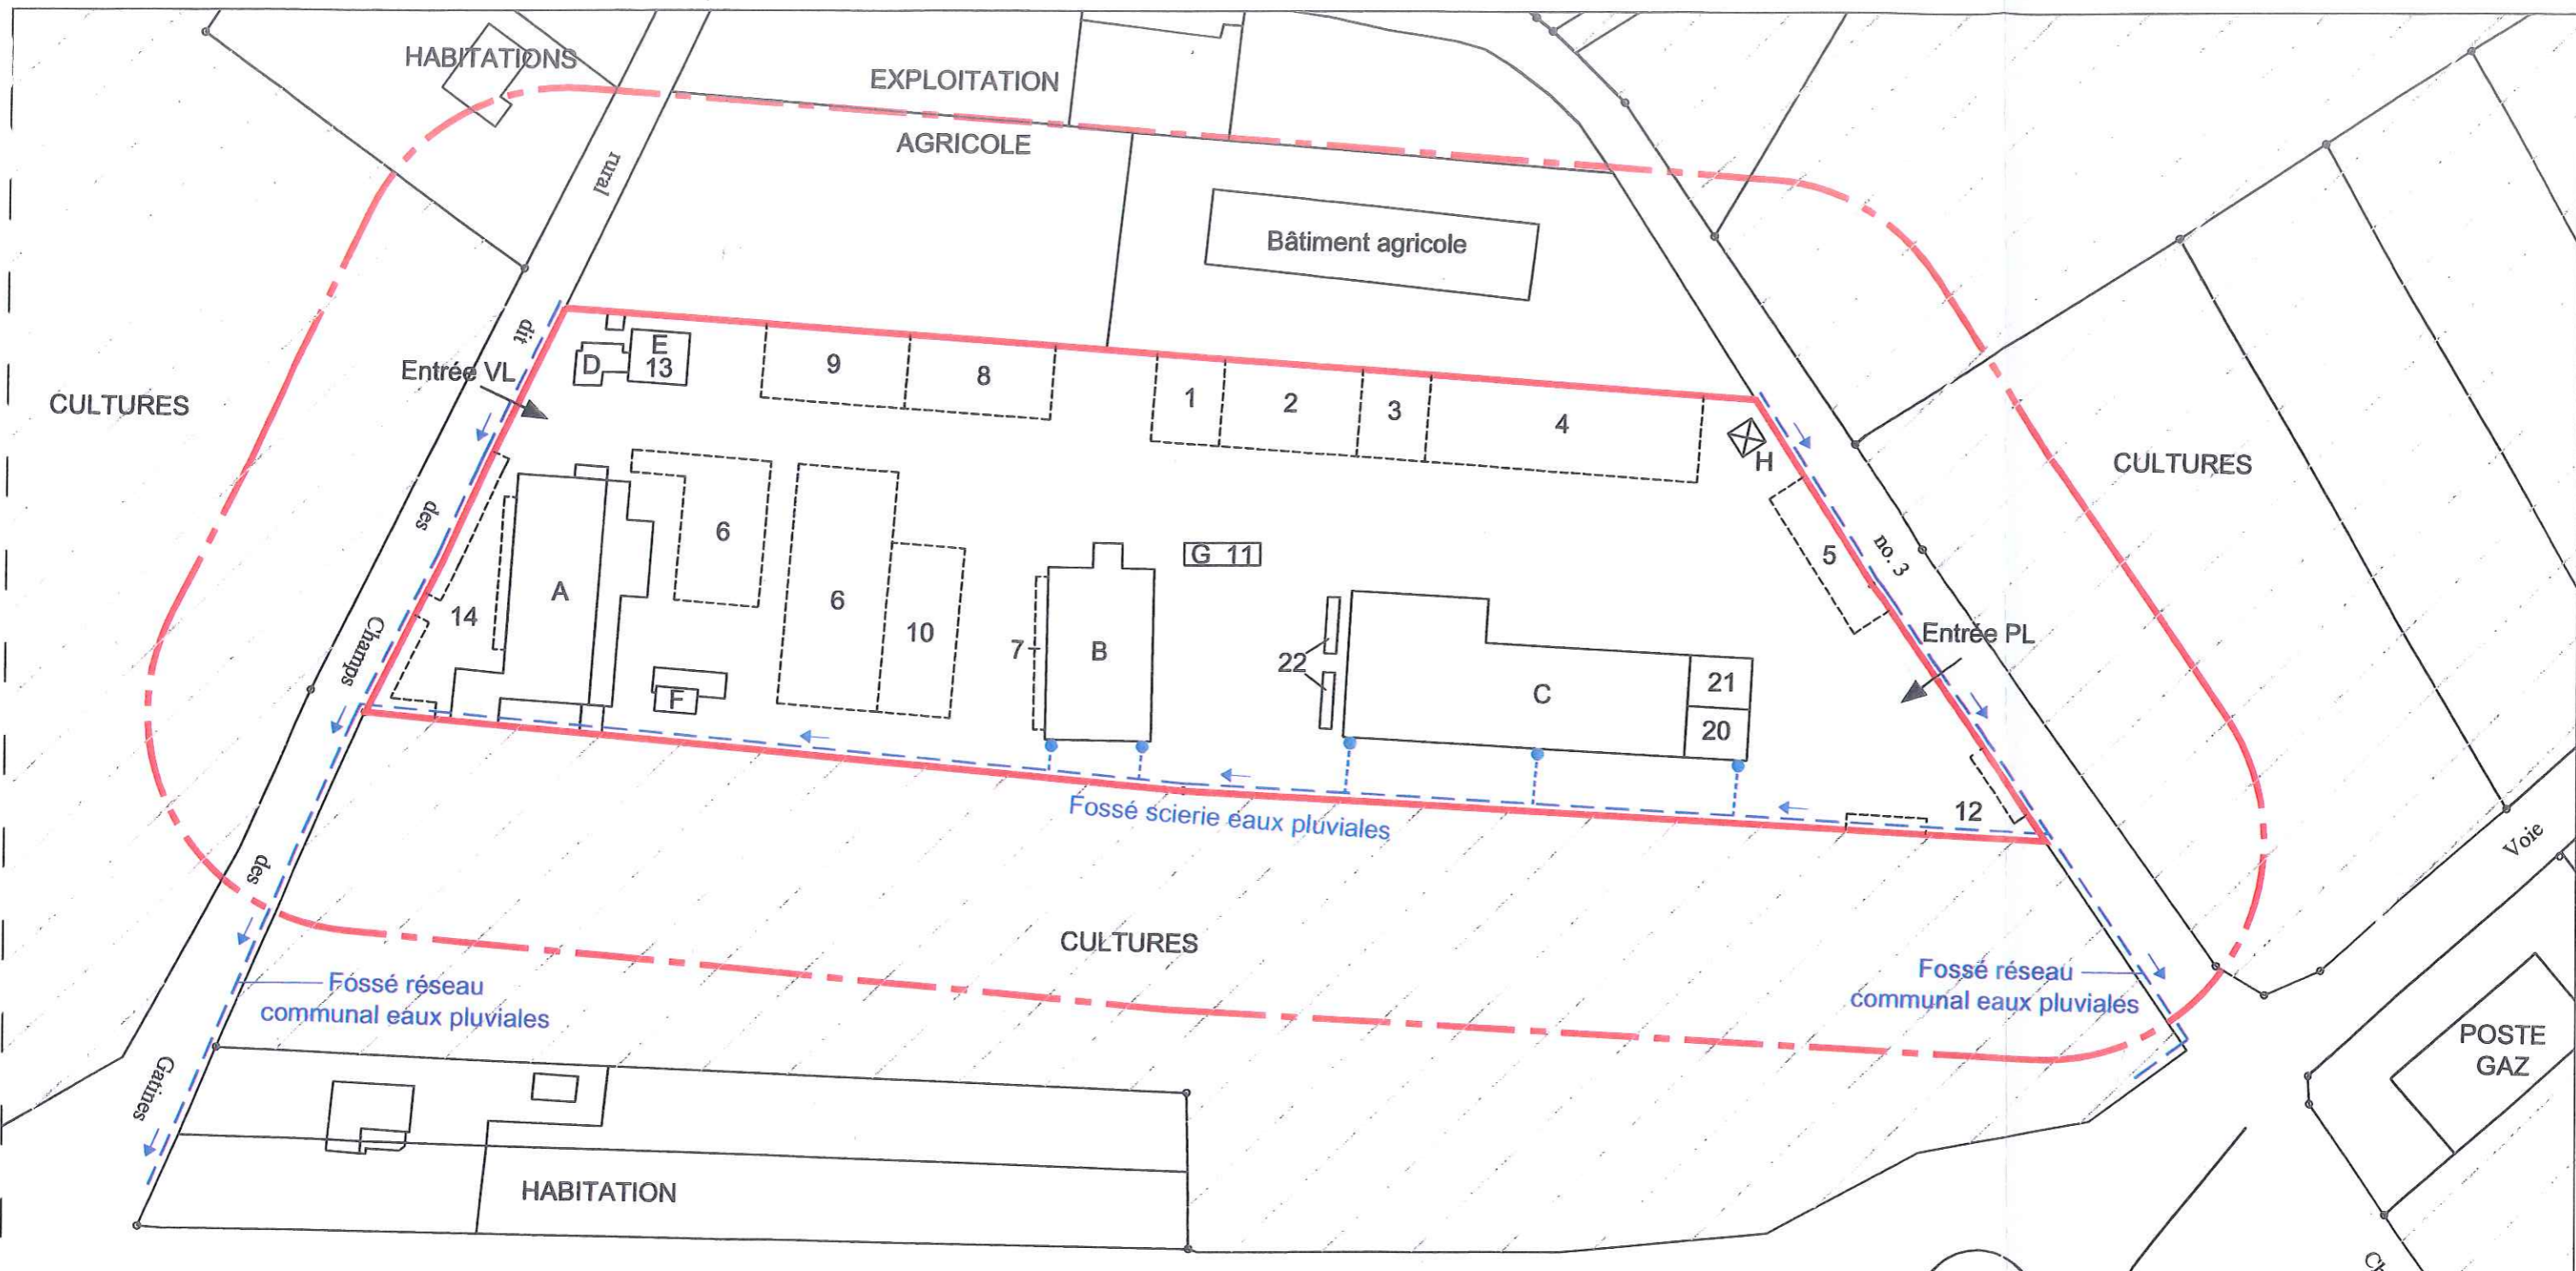 HABITATIONS
EXPLOITATION
AGRICOLE
rural
Bâtiment agricole
dit
Entrée VL
D
E
13
9
8
1
2
3
4
H
CULTURES
CULTURES
des
6
A
14
6
10
7
B
G 11
5
no. 3
Entrée PL
22
C
21
20
F
Champs
12
Fossé scierie eaux pluviales
des
Voie
CULTURES
Fossé réseau
communal eaux pluviales
Fossé réseau
communal eaux pluviales
POSTE
GAZ
Gatines
HABITATION